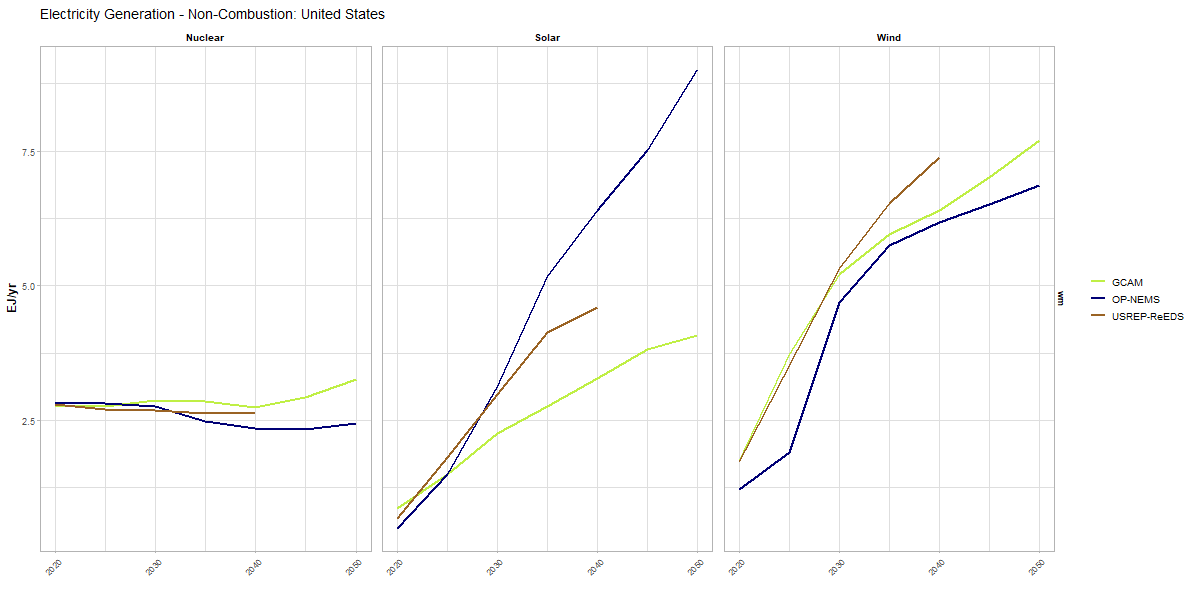 Electricity Generation - Non-Combustion: United States
Nuclear
Solar
Wind
EJ/yr
7.5
5.0
2.5
2020
2030
2040
2050
2020
2030
2040
2050
2020
2030
2040
2050
wm
GCAM
OP-NEMS
USREP-ReEDS